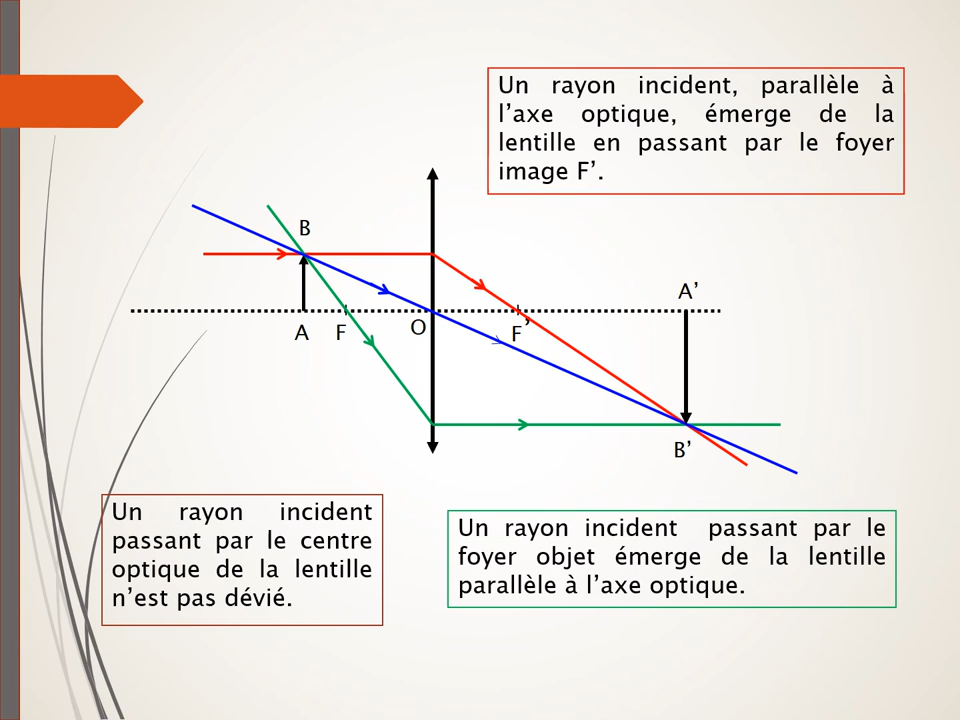 Un rayon incident, parallèle à
l’axe optique, émerge de la
lentille en passant par le foyer
image F’.
B
A’
A
F
O
F’
B’
Un rayon incident
passant par le centre
optique de la lentille
n’est pas dévié.
Un rayon incident passant par le
foyer objet émerge de la lentille
parallèle à l’axe optique.